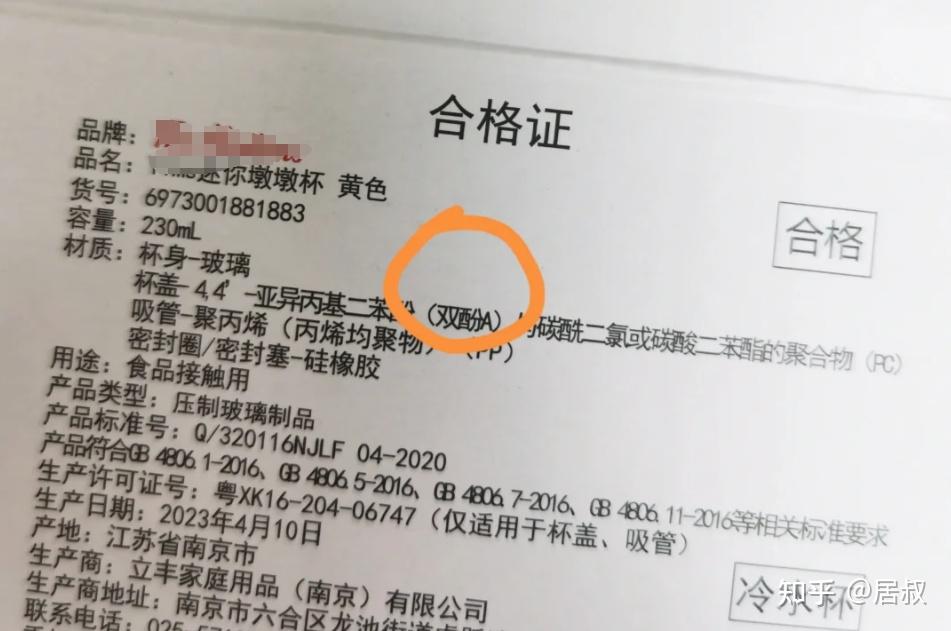 合格证
品牌：
品名： 迷你墩墩杯 黄色
货号：6973001881883
容量：230mL
材质：杯身-玻璃
杯盖-4,4'-亚异丙基二苯酚（双酚A） 碳酰二氯或碳酸二苯酯的聚合物（PC）
吸管-聚丙烯（丙烯均聚物）（PP）
密封圈/密封塞-硅橡胶
用途：食品接触用
产品类型：压制玻璃制品
产品标准号：Q/320116NJLF 04-2020
产品符合GB 4806.1-2016、GB 4806.5-2016、GB 4806.7-2016、GB 4806.11-2016等相关标准要求
生产许可证号：粤XK16-204-06747（仅适用于杯盖、吸管）
生产日期：2023年4月10日
产地：江苏省南京市
生产商：立丰家庭用品（南京）有限公司
生产商地址：南京市六合区龙池街道
联系电话：025-57
合格
冷水杯
知乎 @居叔